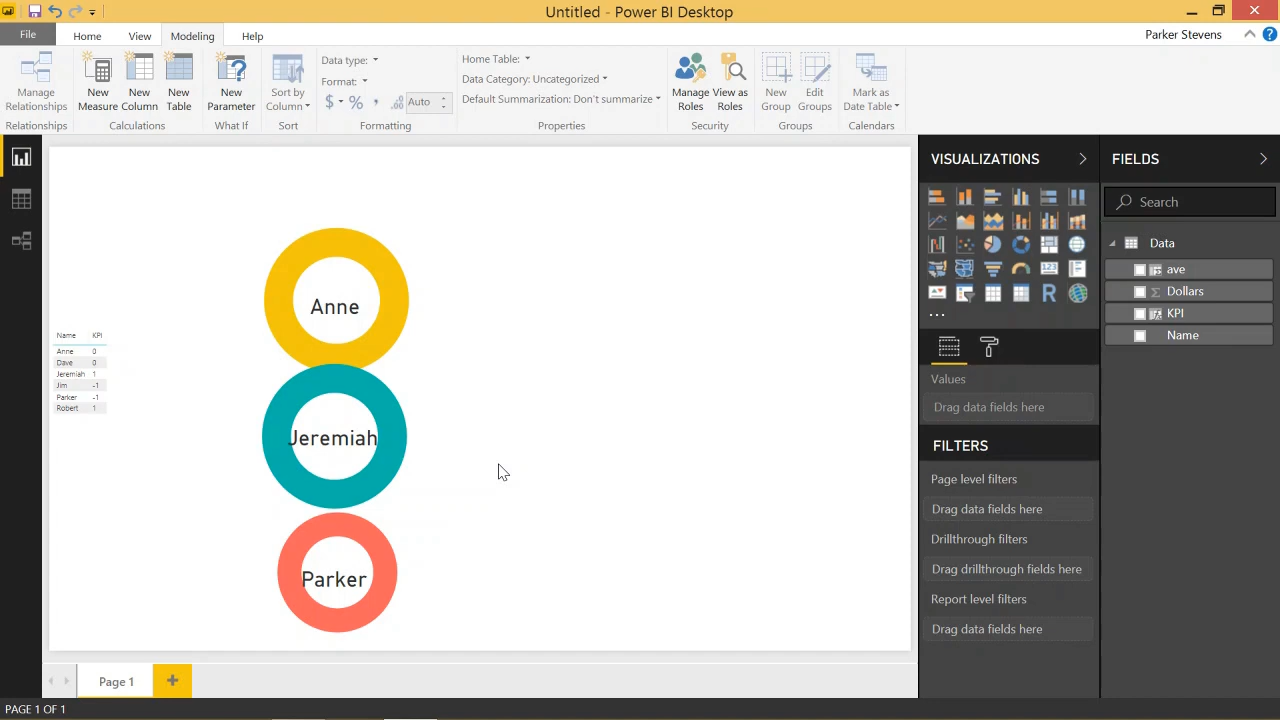 Untitled - Power BI Desktop
File Home View Modeling Help Parker Stevens
Manage Relationships
New Measure
New Column
New Table
New Parameter
Sort by Column
Data type:
Format:
$ % , Auto
Home Table:
Data Category: Uncategorized
Default Summarization: Don't summarize
Manage Roles
View as Roles
New Group
Edit Groups
Mark as Date Table
Relationships Calculations What If Sort Formatting Properties Security Groups Calendars
Name KPI
Anne 0
Dave 0
Jeremiah 1
Jim -1
Parker -1
Robert 1
Anne
Jeremiah
Parker
VISUALIZATIONS
123
R
...
Values
Drag data fields here
FILTERS
Page level filters
Drag data fields here
Drillthrough filters
Drag drillthrough fields here
Report level filters
Drag data fields here
FIELDS
Search
Data
ave
Σ Dollars
KPI
Name
Page 1 +
PAGE 1 OF 1